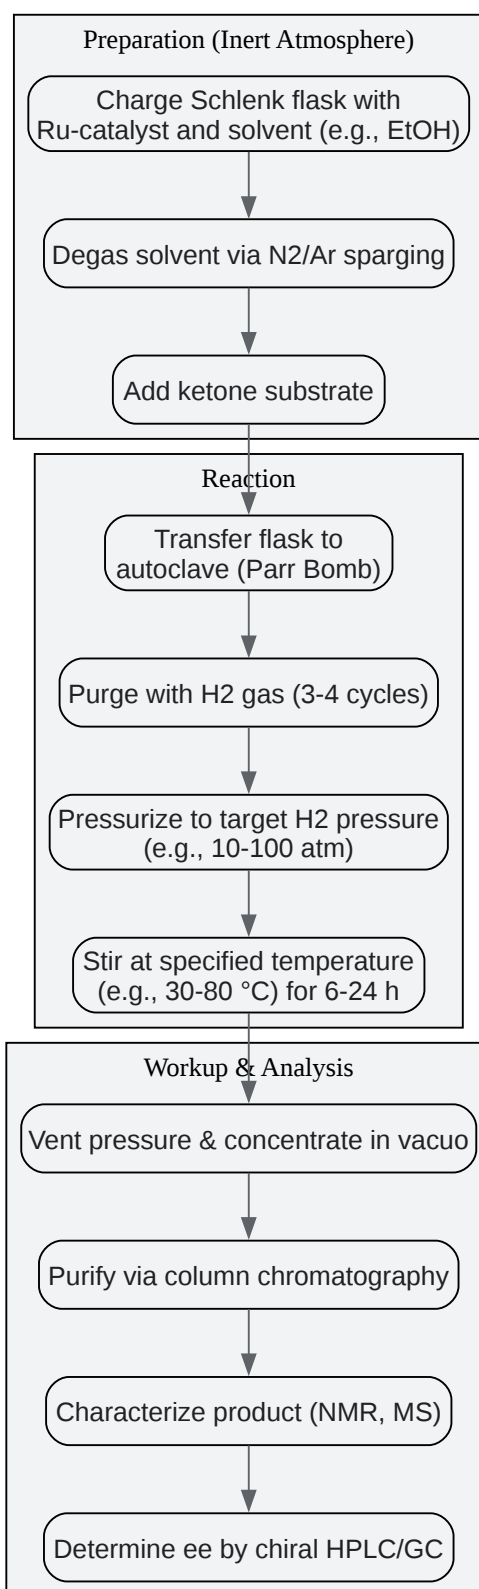 Preparation (Inert Atmosphere)
Charge Schlenk flask with
Ru-catalyst and solvent (e.g., EtOH)
Degas solvent via N2/Ar sparging
Add ketone substrate
Reaction
Transfer flask to
autoclave (Parr Bomb)
Purge with H2 gas (3-4 cycles)
Pressurize to target H2 pressure
(e.g., 10-100 atm)
Stir at specified temperature
(e.g., 30-80 °C) for 6-24 h
Workup & Analysis
Vent pressure & concentrate in vacuo
Purify via column chromatography
Characterize product (NMR, MS)
Determine ee by chiral HPLC/GC